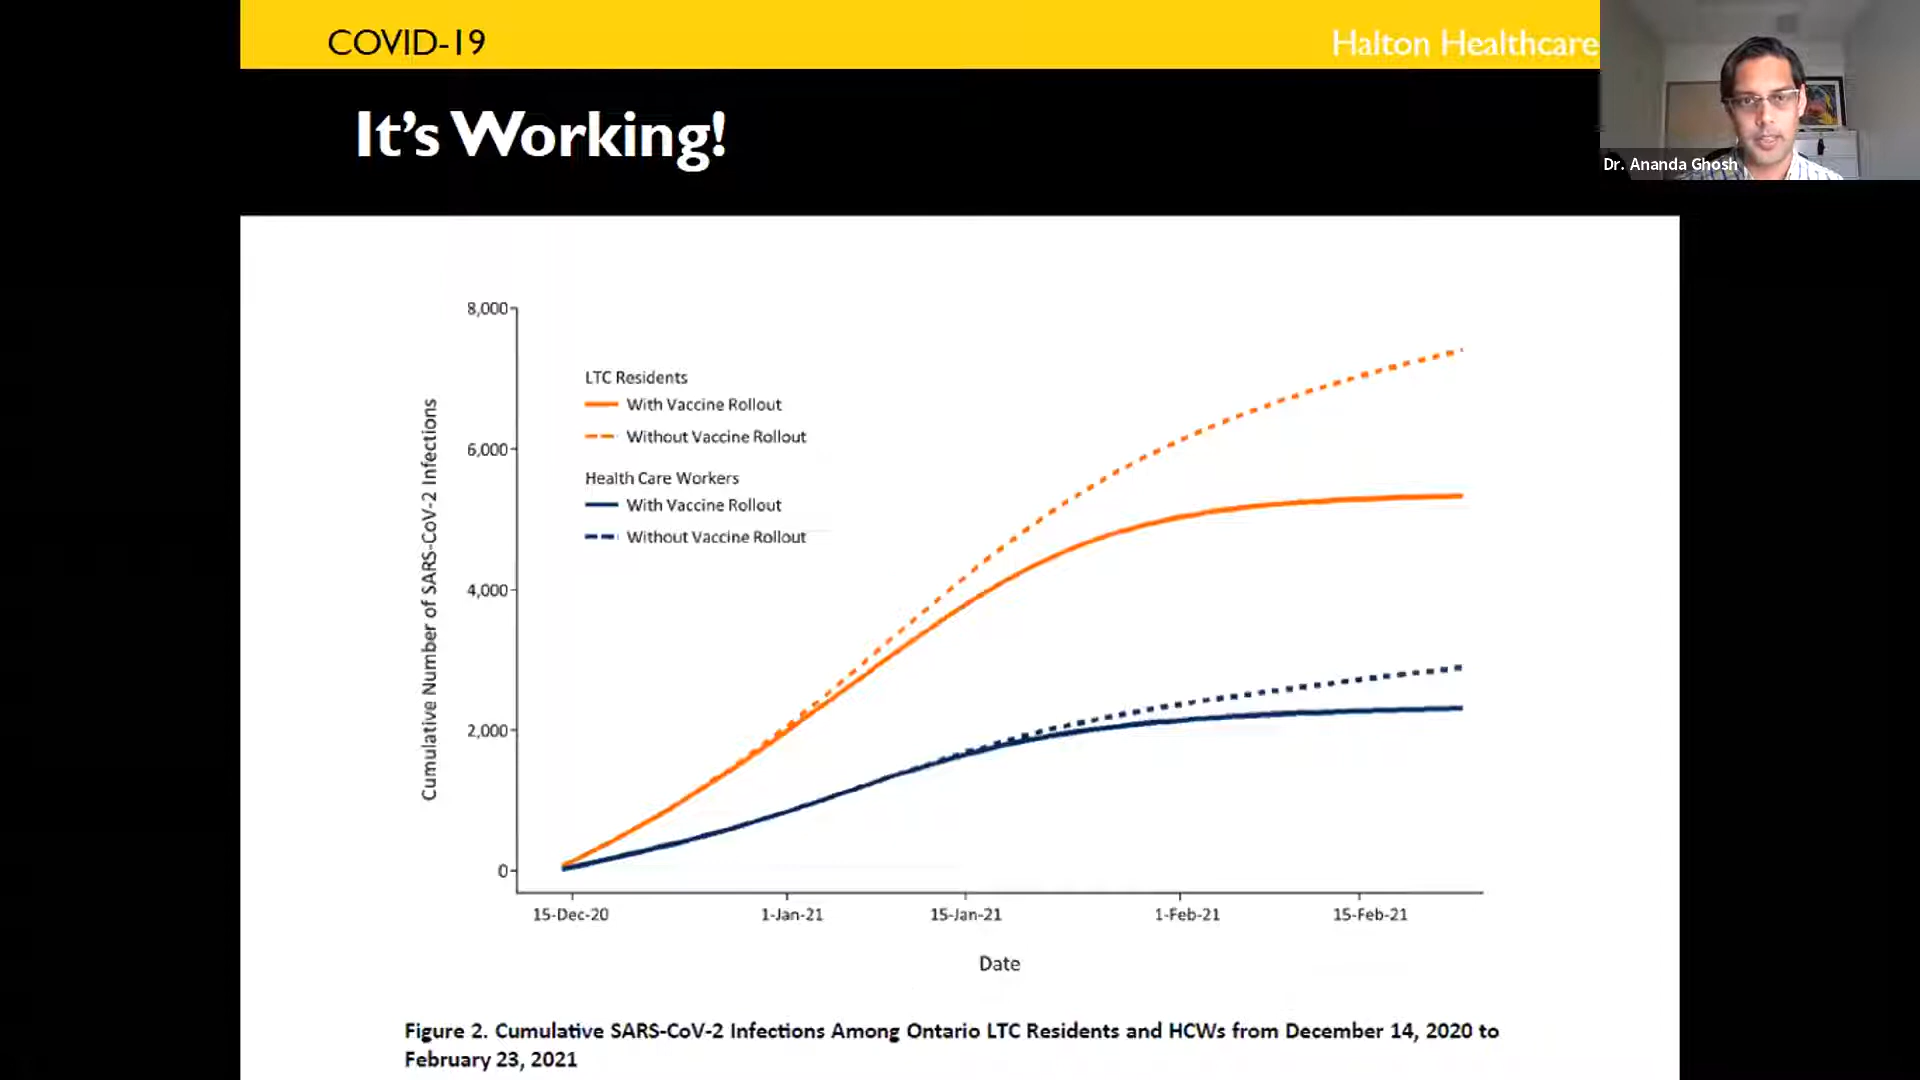 COVID-19
Halton Healthcare
Dr. Ananda Ghosh
It's Working!
8,000
6,000
4,000
2,000
0
Cumulative Number of SARS-CoV-2 Infections
LTC Residents
With Vaccine Rollout
Without Vaccine Rollout
Health Care Workers
With Vaccine Rollout
Without Vaccine Rollout
15-Dec-20
1-Jan-21
15-Jan-21
1-Feb-21
15-Feb-21
Date
Figure 2. Cumulative SARS-CoV-2 Infections Among Ontario LTC Residents and HCWs from December 14, 2020 to
February 23, 2021